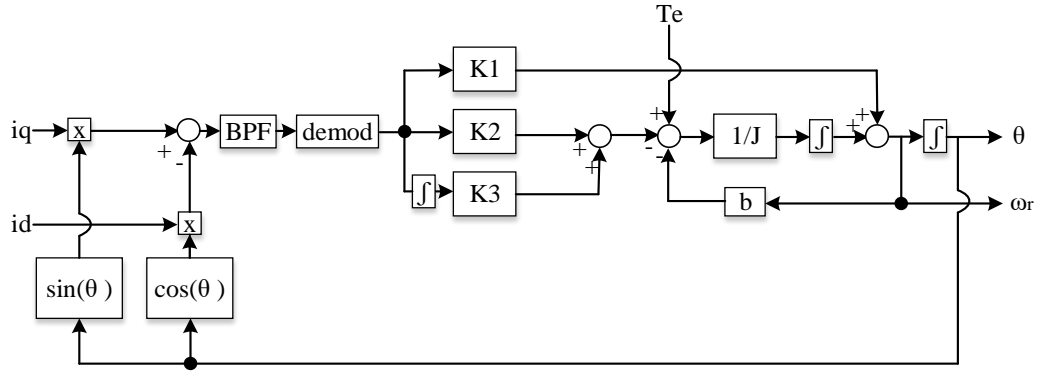 Te
K1
iq
x
+
-
BPF
demod
K2
+
+
+
-
-
1/J
∫
+
+
∫
θ
∫
K3
b
ωr
id
x
sin(θ )
cos(θ )